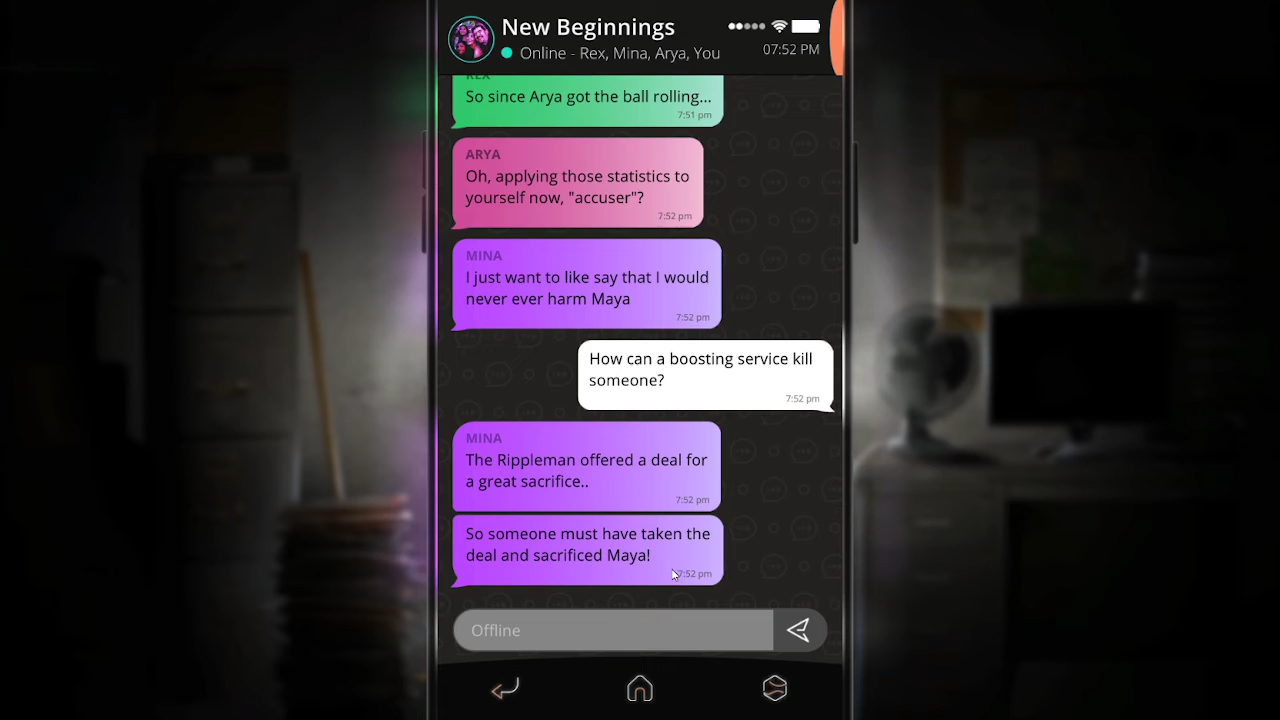 New Beginnings
07:52 PM
Online - Rex, Mina, Arya, You
REX
So since Arya got the ball rolling...
7:51 pm
ARYA
Oh, applying those statistics to
yourself now, "accuser"?
7:52 pm
MINA
I just want to like say that I would
never ever harm Maya
7:52 pm
How can a boosting service kill
someone?
7:52 pm
MINA
The Rippleman offered a deal for
a great sacrifice..
7:52 pm
So someone must have taken the
deal and sacrificed Maya!
7:52 pm
Offline